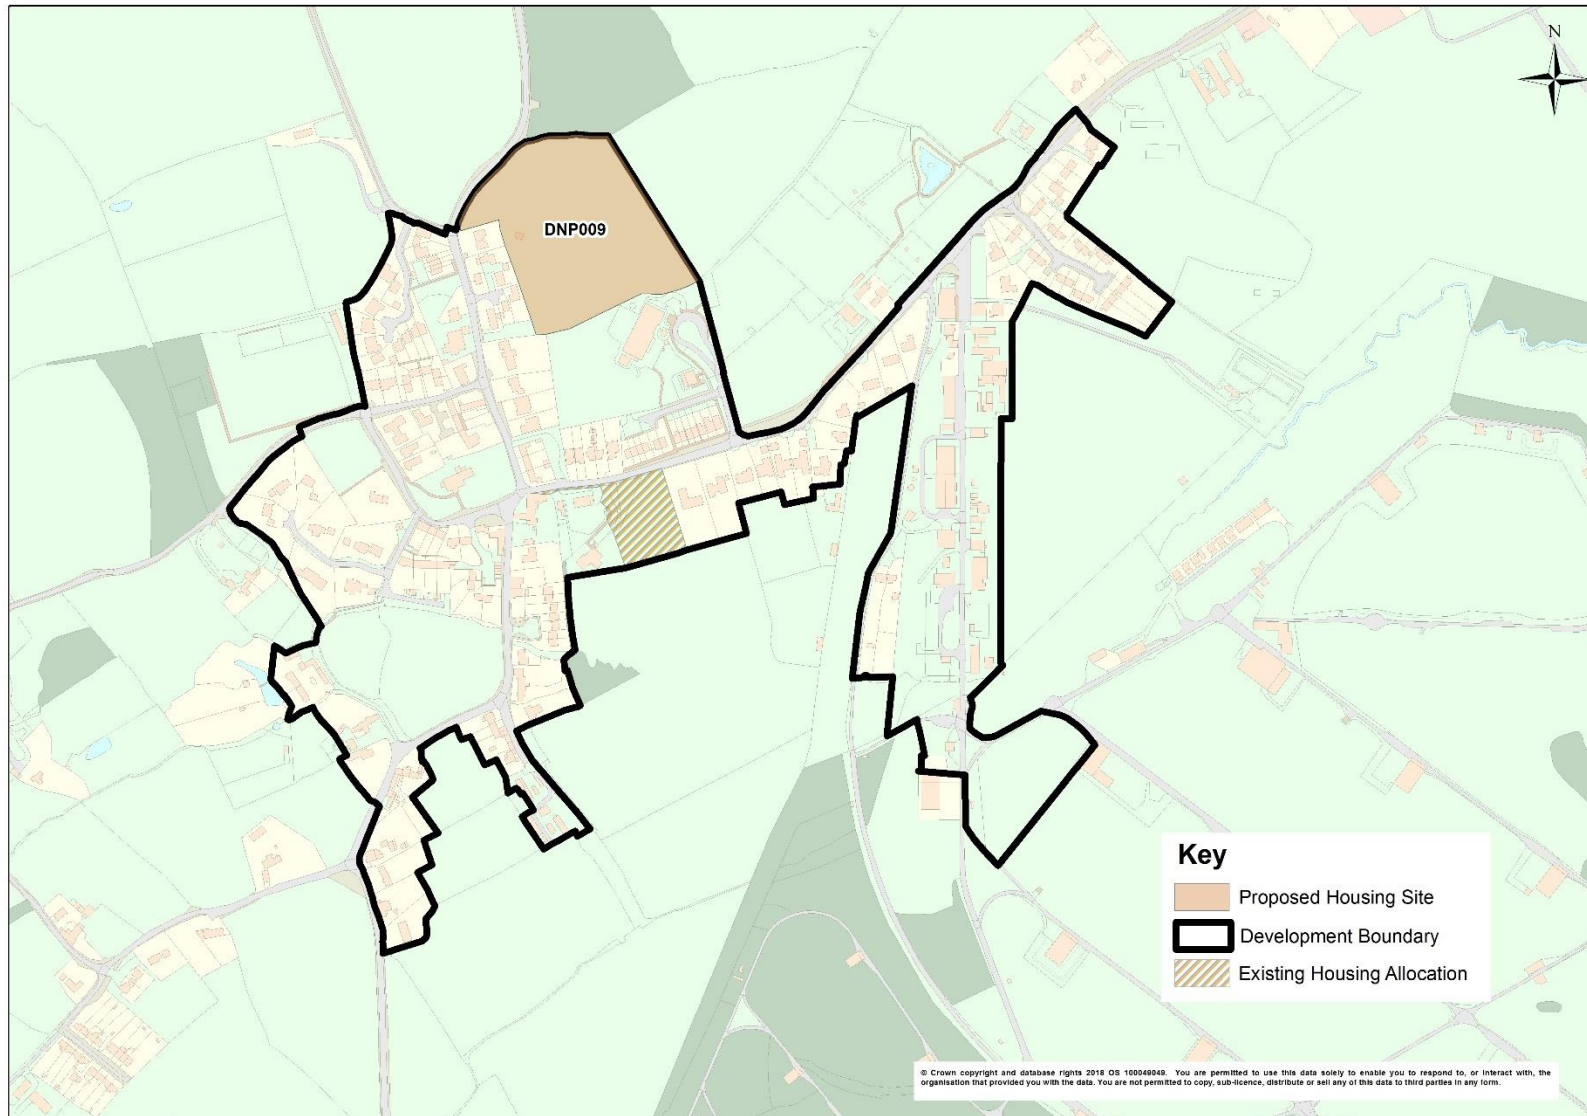 N
DNP009
Key
Proposed Housing Site
Development Boundary
Existing Housing Allocation
© Crown copyright and database rights 2018 OS 100049049. You are permitted to use this data solely to enable you to respond to, or interact with, the
organisation that provided you with the data. You are not permitted to copy, sub-licence, distribute or sell any of this data to third parties in any form.